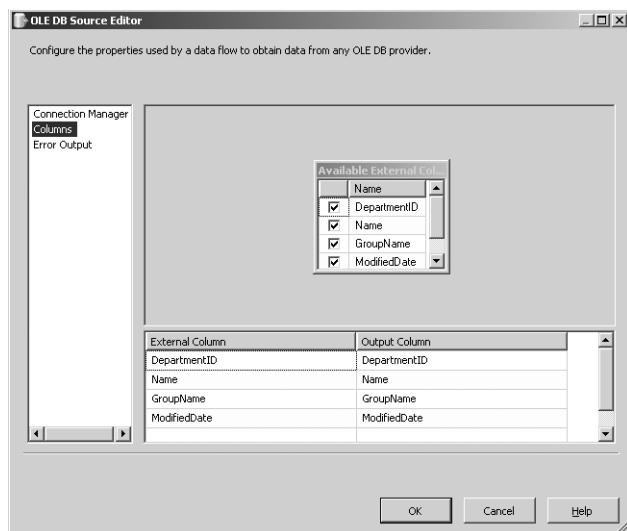 OLE DB Source Editor
Configure the properties used by a data flow to obtain data from any OLE DB provider.
Connection Manager
Columns
Error Output
Available External Col...
Name
DepartmentID
Name
GroupName
ModifiedDate
External Column Output Column
DepartmentID DepartmentID
Name Name
GroupName GroupName
ModifiedDate ModifiedDate
OK Cancel Help